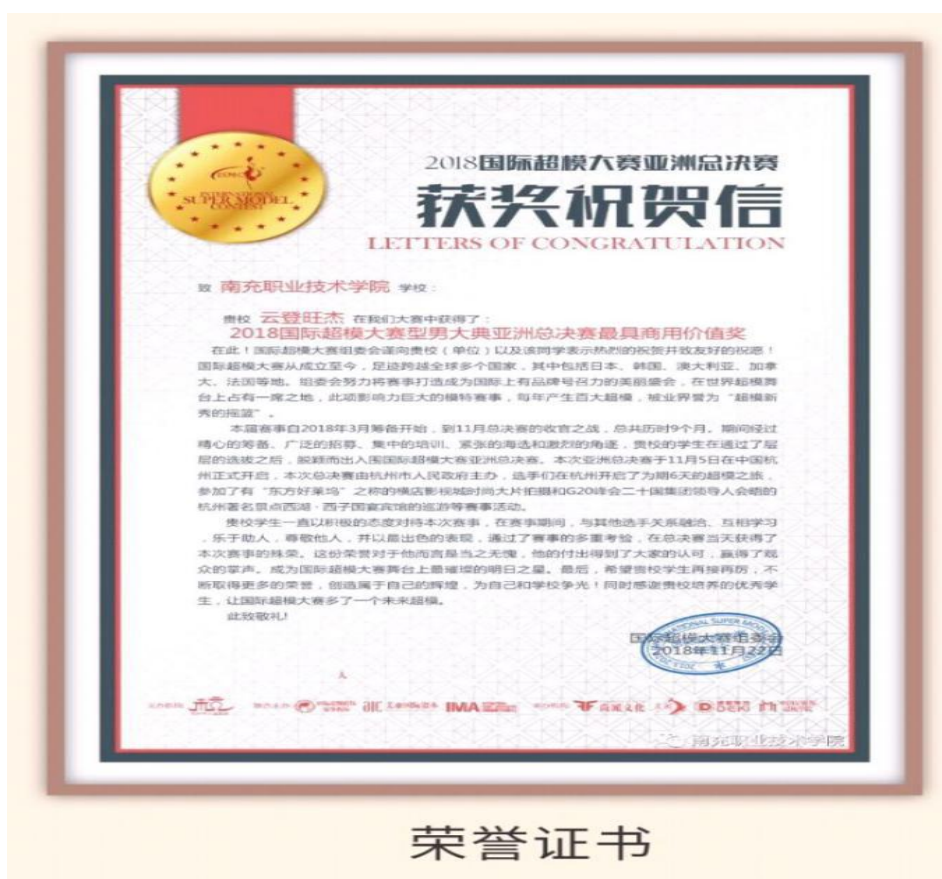 2018国际超模大赛亚洲总决赛
获奖祝贺信
LETTERS OF CONGRATULATION
INTERNATIONAL
SUPER MODEL
CONTEST
致 南充职业技术学院 学校：
贵校 云登旺杰 在我们大赛中获得了：
2018国际超模大赛型男大典亚洲总决赛最具商用价值奖
在此！国际超模大赛组委会谨向贵校（单位）以及该同学表示热烈的祝贺并致友好的祝愿！
国际超模大赛从成立至今，足迹跨越全球多个国家，其中包括日本、韩国、澳大利亚、加拿
大、法国等地。组委会努力将赛事打造成为国际上有品牌号召力的美丽盛会，在世界超模舞
台上占有一席之地，此项影响力巨大的模特赛事，每年产生百大超模，被业界誉为“超模新
秀的摇篮”。
本届赛事自2018年3月筹备开始，到11月总决赛的收官之战，总共历时9个月。期间经过
精心的筹备、广泛的招募、集中的培训、紧张的海选和激烈的角逐，贵校的学生在通过了层
层的选拔之后，脱颖而出入围国际超模大赛亚洲总决赛。本次亚洲总决赛于11月5日在中国杭
州正式开启，本次总决赛由杭州市人民政府主办，选手们在杭州开启了为期6天的超模之旅，
参加了有“东方好莱坞”之称的横店影视城时尚大片拍摄和G20峰会二十国集团领导人会晤的
杭州著名景点西湖·西子国宾馆的巡游等赛事活动。
贵校学生一直以积极的态度对待本次赛事，在赛事期间，与其他选手关系融洽、互相学习
，乐于助人，尊敬他人，并以最出色的表现，通过了赛事的多重考验，在总决赛当天获得了
本次赛事的殊荣。这份荣誉对于他而言是当之无愧，他的付出得到了大家的认可，赢得了观
众的掌声。成为国际超模大赛舞台上最璀璨的明日之星。最后，希望贵校学生再接再厉，不
断取得更多的荣誉，创造属于自己的辉煌，为自己和学校争光！同时感谢贵校培养的优秀学
生，让国际超模大赛多了一个未来超模。
此致敬礼!
国际超模大赛组委会
2018年11月22日
IMA
南充职业技术学院
荣誉证书